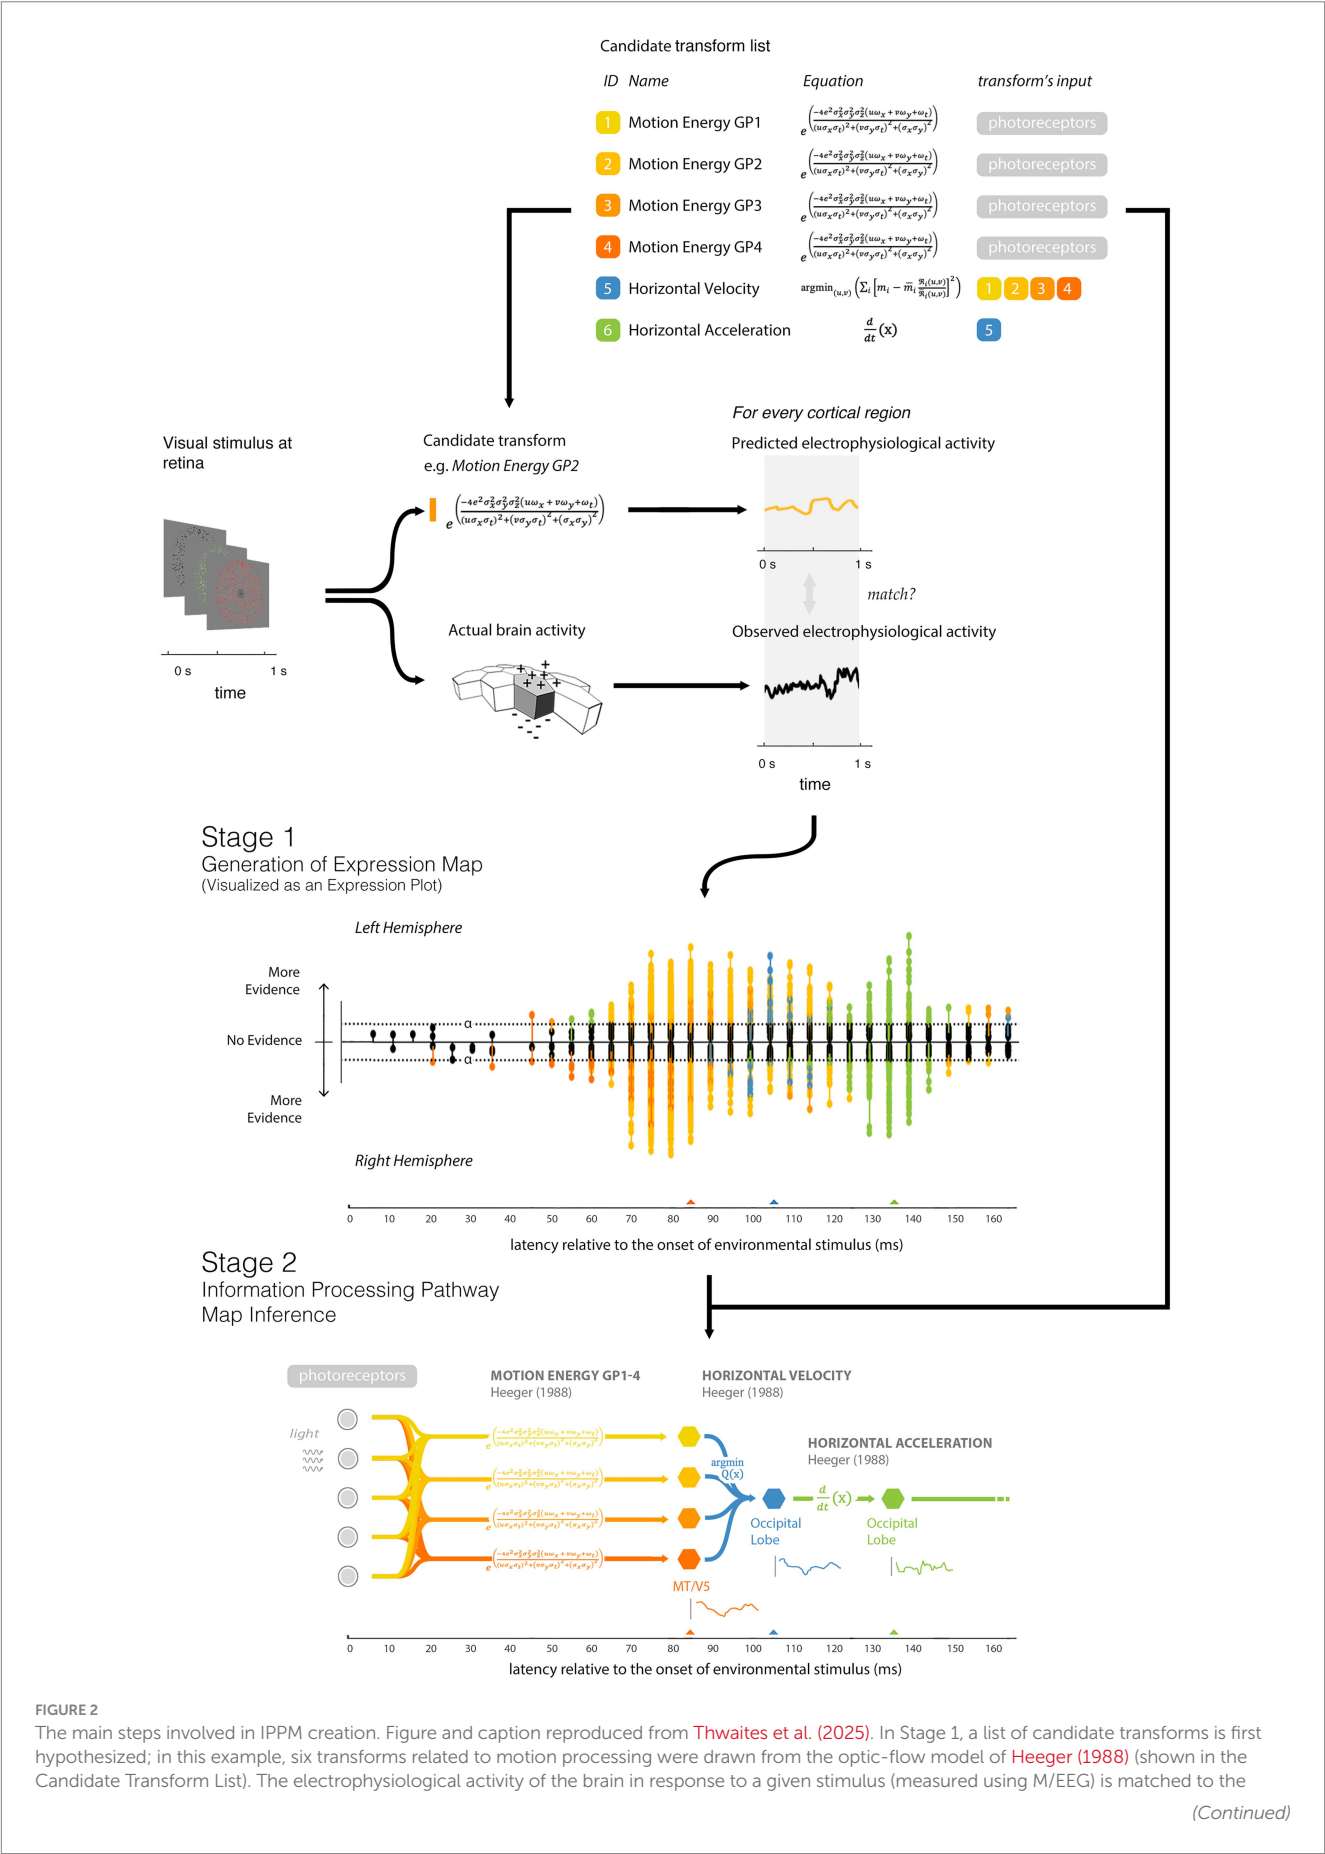 Candidate transform list
ID Name Equation transform's input
1 Motion Energy GP1 photoreceptors
2 Motion Energy GP2 photoreceptors
3 Motion Energy GP3 photoreceptors
4 Motion Energy GP4 photoreceptors
5 Horizontal Velocity 1 2 3 4
6 Horizontal Acceleration d/dt (x) 5
For every cortical region
Visual stimulus at
retina
Candidate transform
e.g. Motion Energy GP2
Predicted electrophysiological activity
0 s 1 s
match?
Actual brain activity
Observed electrophysiological activity
0 s 1 s
time
0 s 1 s
time
Stage 1
Generation of Expression Map
(Visualized as an Expression Plot)
Left Hemisphere
More
Evidence
α
No Evidence
α
More
Evidence
Right Hemisphere
0 10 20 30 40 50 60 70 80 90 100 110 120 130 140 150 160
latency relative to the onset of environmental stimulus (ms)
Stage 2
Information Processing Pathway
Map Inference
photoreceptors
MOTION ENERGY GP1-4
Heeger (1988)
HORIZONTAL VELOCITY
Heeger (1988)
light
HORIZONTAL ACCELERATION
Heeger (1988)
argmin
Q(x)
d/dt (x)
Occipital
Lobe
Occipital
Lobe
MT/V5
0 10 20 30 40 50 60 70 80 90 100 110 120 130 140 150 160
latency relative to the onset of environmental stimulus (ms)
FIGURE 2
The main steps involved in IPPM creation. Figure and caption reproduced from Thwaites et al. (2025). In Stage 1, a list of candidate transforms is first
hypothesized; in this example, six transforms related to motion processing were drawn from the optic-flow model of Heeger (1988) (shown in the
Candidate Transform List). The electrophysiological activity of the brain in response to a given stimulus (measured using M/EEG) is matched to the
(Continued)